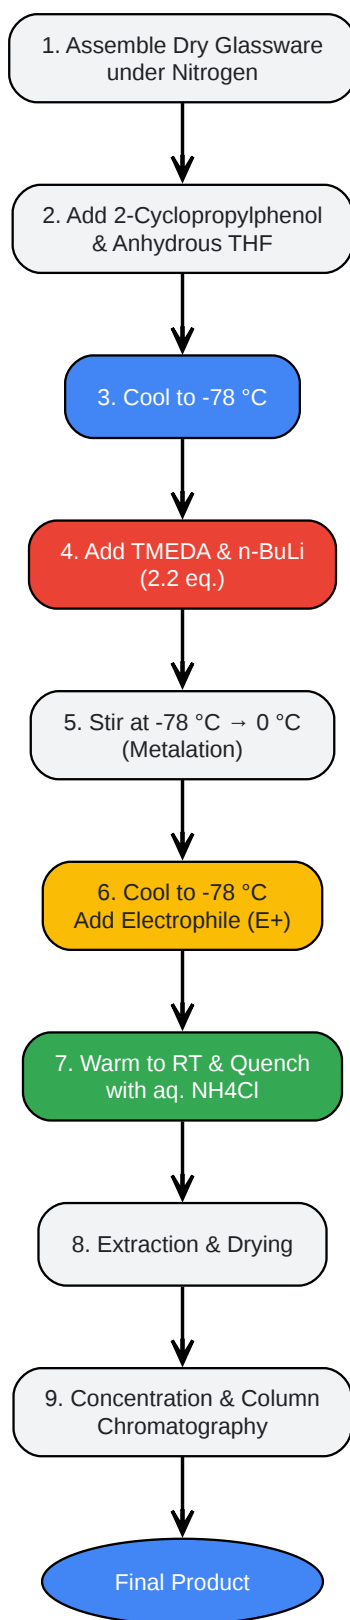 1. Assemble Dry Glassware
under Nitrogen
2. Add 2-Cyclopropylphenol
& Anhydrous THF
3. Cool to -78 °C
4. Add TMEDA & n-BuLi
(2.2 eq.)
5. Stir at -78 °C → 0 °C
(Metalation)
6. Cool to -78 °C
Add Electrophile (E+)
7. Warm to RT & Quench
with aq. NH4Cl
8. Extraction & Drying
9. Concentration & Column
Chromatography
Final Product